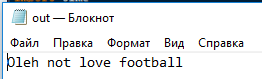 out — Блокнот
Файл Правка Формат Вид Справка
Oleh not love football